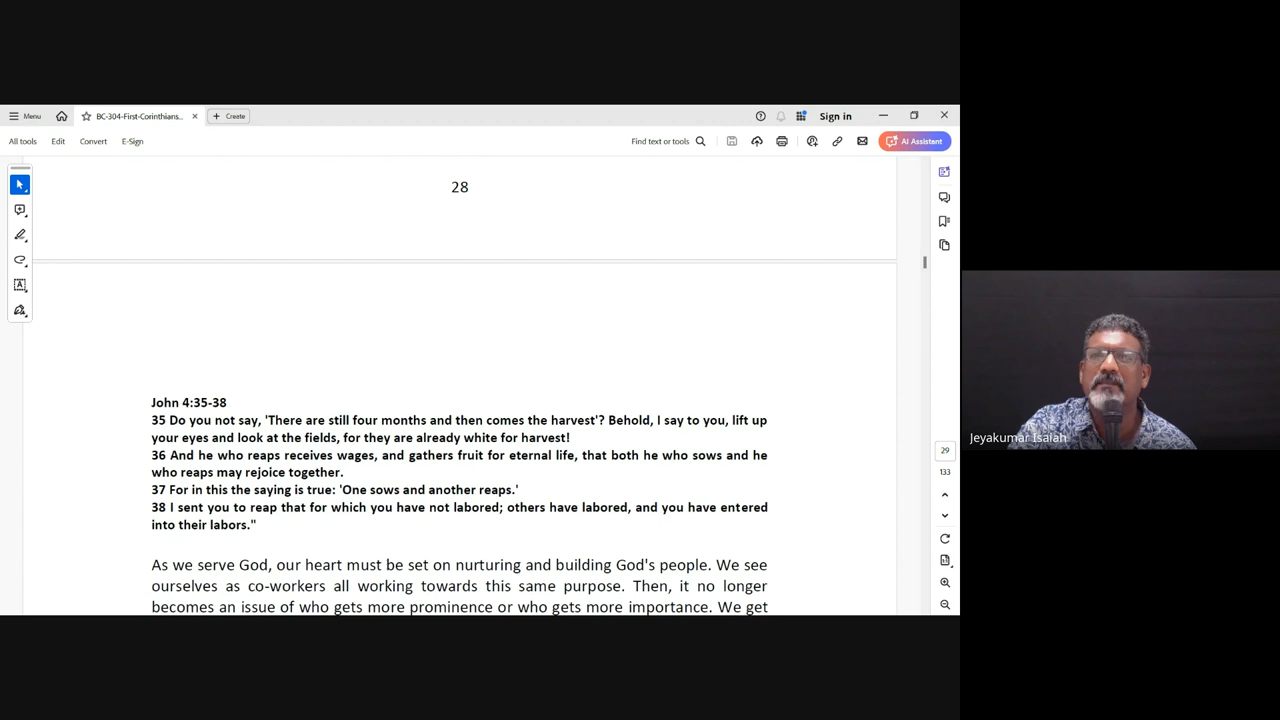 Menu
BC-304-First-Corinthians...
Create
Sign in
All tools
Edit
Convert
E-Sign
Find text or tools
AI Assistant
28
John 4:35-38
35 Do you not say, 'There are still four months and then comes the harvest'? Behold, I say to you, lift up
your eyes and look at the fields, for they are already white for harvest!
36 And he who reaps receives wages, and gathers fruit for eternal life, that both he who sows and he
who reaps may rejoice together.
37 For in this the saying is true: 'One sows and another reaps.'
38 I sent you to reap that for which you have not labored; others have labored, and you have entered
into their labors."
As we serve God, our heart must be set on nurturing and building God's people. We see
ourselves as co-workers all working towards this same purpose. Then, it no longer
becomes an issue of who gets more prominence or who gets more importance. We get
29
133
Jeyakumar Isaiah